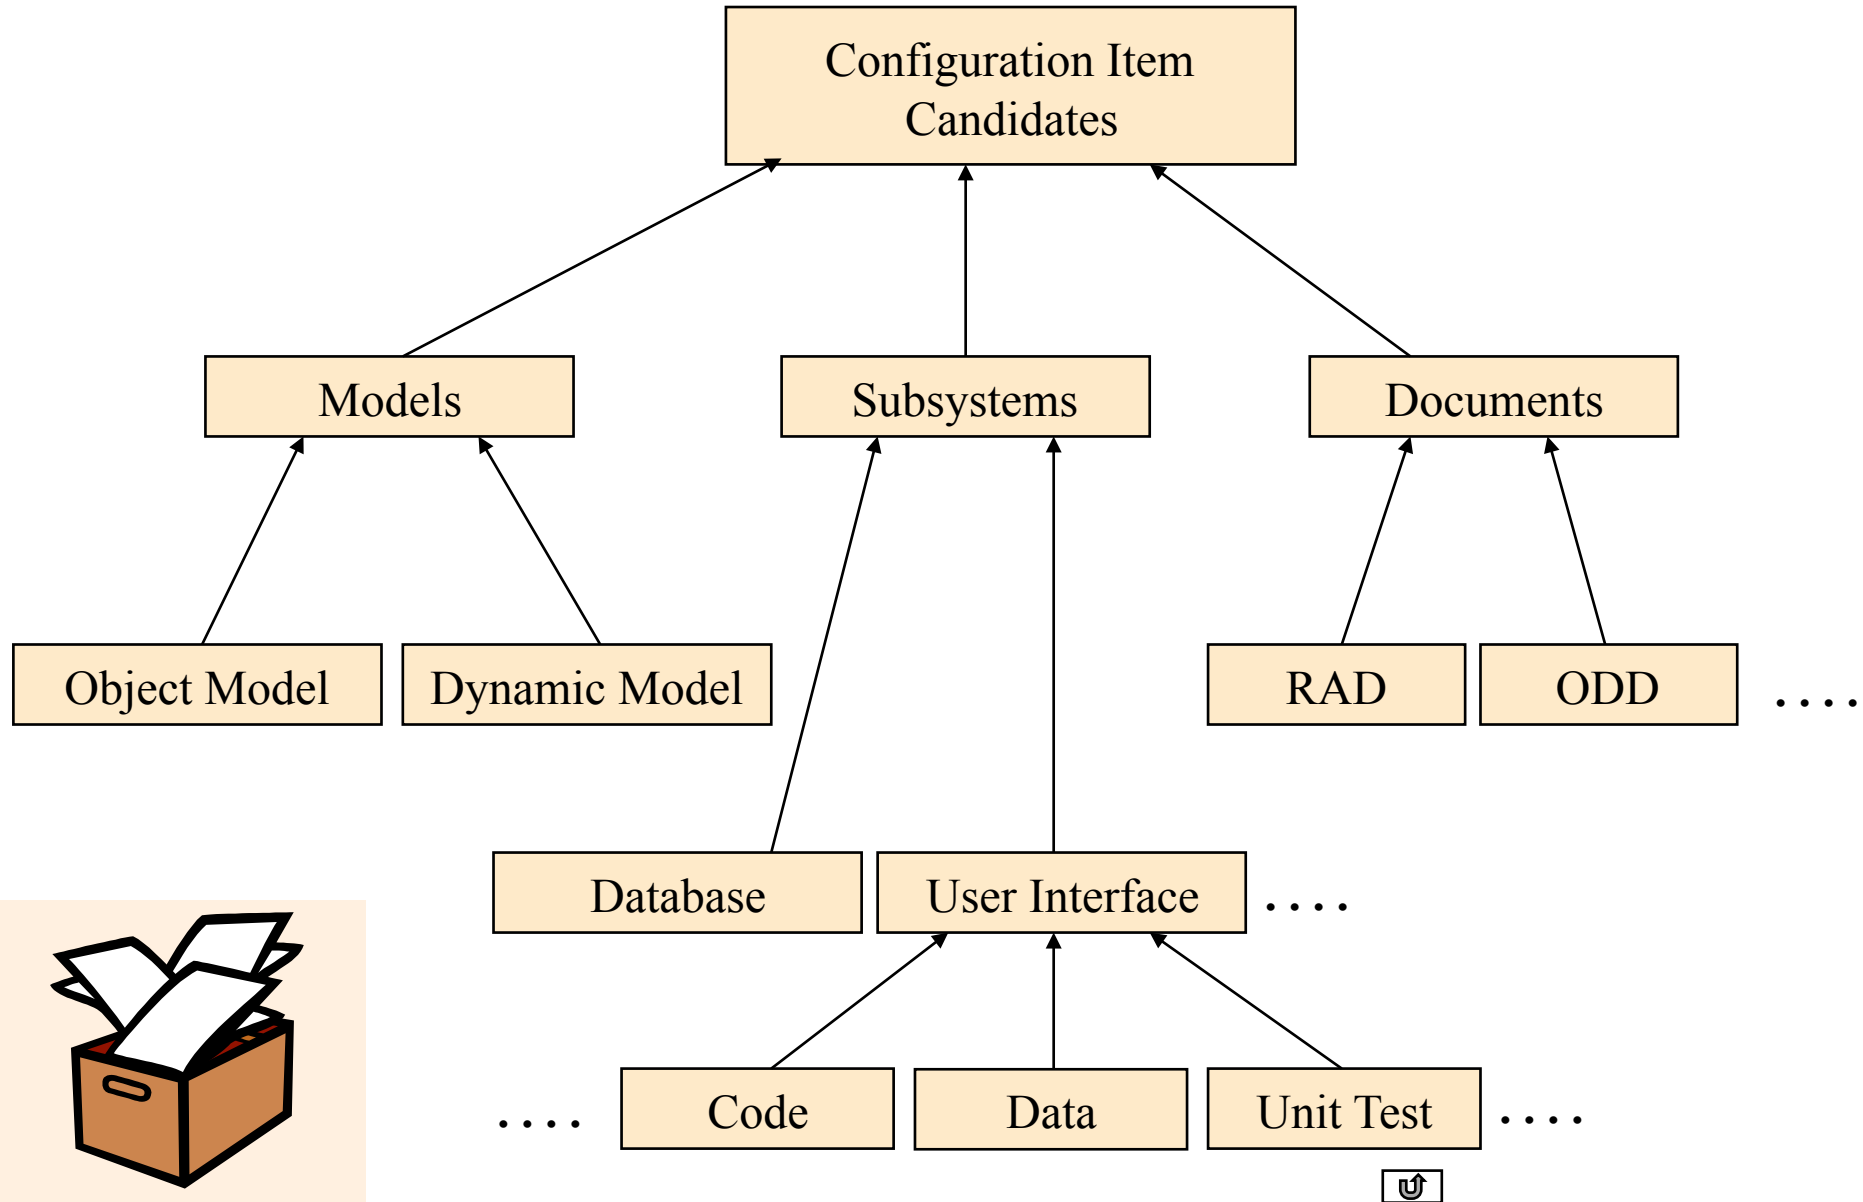 Configuration Item
Candidates
Models
Subsystems
Documents
Object Model
Dynamic Model
RAD
ODD
....
Database
User Interface
....
....
Code
Data
Unit Test
....